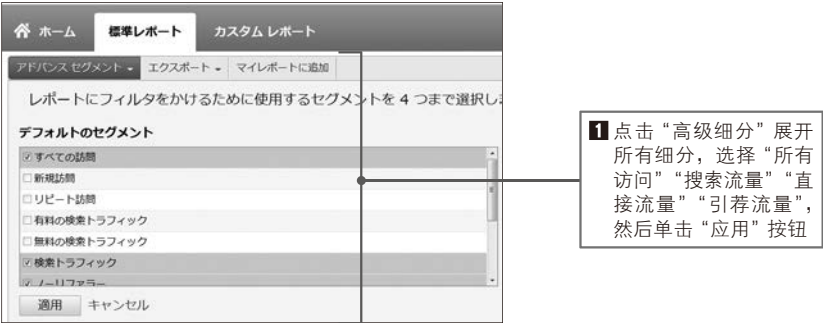 ホーム 標準レポート カスタム レポート
アドバンス セグメント エクスポート マイレポートに追加
レポートにフィルタをかけるために使用するセグメントを 4 つまで選択し
デフォルトのセグメント
すべての訪問
新規訪問
リピート訪問
有料の検索トラフィック
無料の検索トラフィック
検索トラフィック
ノーリファラー
適用 キャンセル
1 点击“高级细分”展开
所有细分，选择“所有
访问”“搜索流量”“直
接流量”“引荐流量”，
然后单击“应用”按钮